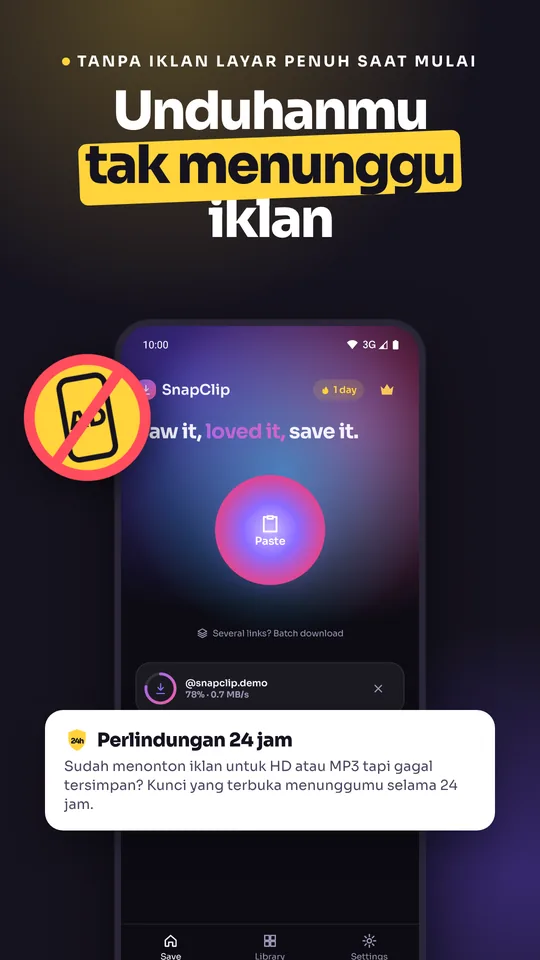 TANPA IKLAN LAYAR PENUH SAAT MULAI
Unduhanmu
tak menunggu
iklan
10:00
3G
AD
SnapClip
1 day
aw it, loved it, save it.
Paste
Several links? Batch download
@snapclip.demo
78% · 0.7 MB/s
24h
Perlindungan 24 jam
Sudah menonton iklan untuk HD atau MP3 tapi gagal
tersimpan? Kunci yang terbuka menunggumu selama 24
jam.
Save
Library
Settings